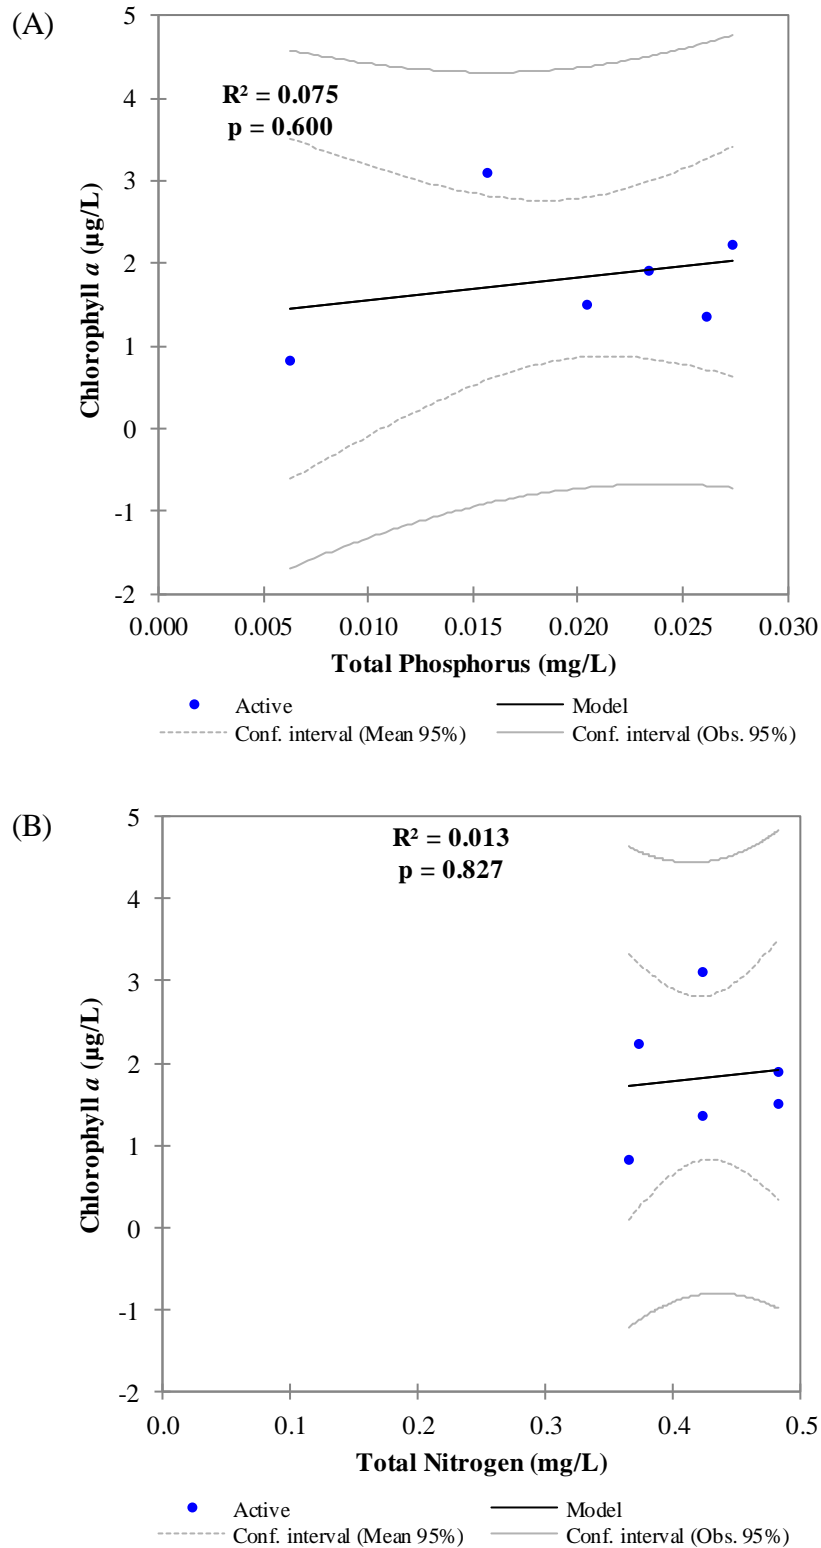 (A)
R² = 0.075
p = 0.600
5
4
3
2
1
0
-1
-2
Chlorophyll a (µg/L)
0.000 0.005 0.010 0.015 0.020 0.025 0.030
Total Phosphorus (mg/L)
Active Model
Conf. interval (Mean 95%) Conf. interval (Obs. 95%)
(B)
R² = 0.013
p = 0.827
5
4
3
2
1
0
-1
-2
Chlorophyll a (µg/L)
0.0 0.1 0.2 0.3 0.4 0.5
Total Nitrogen (mg/L)
Active Model
Conf. interval (Mean 95%) Conf. interval (Obs. 95%)